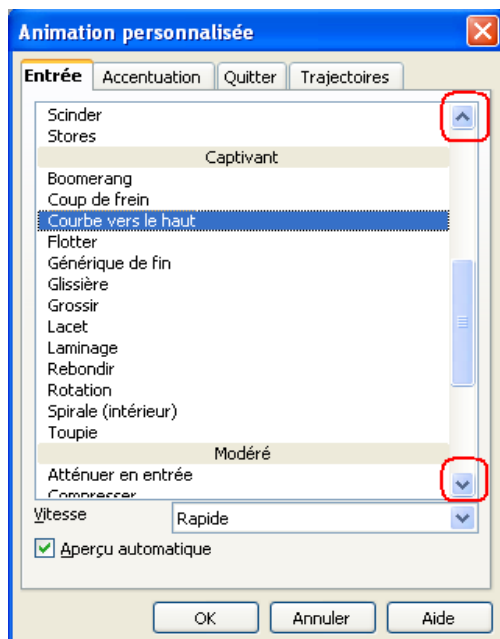 Animation personnalisée
Entrée Accentuation Quitter Trajectoires
Scinder
Stores
Captivant
Boomerang
Coup de frein
Courbe vers le haut
Flotter
Générique de fin
Glissière
Grossir
Lacet
Laminage
Rebondir
Rotation
Spirale (intérieur)
Toupie
Modéré
Atténuer en entrée
Compresser
Vitesse Rapide
Aperçu automatique
OK Annuler Aide